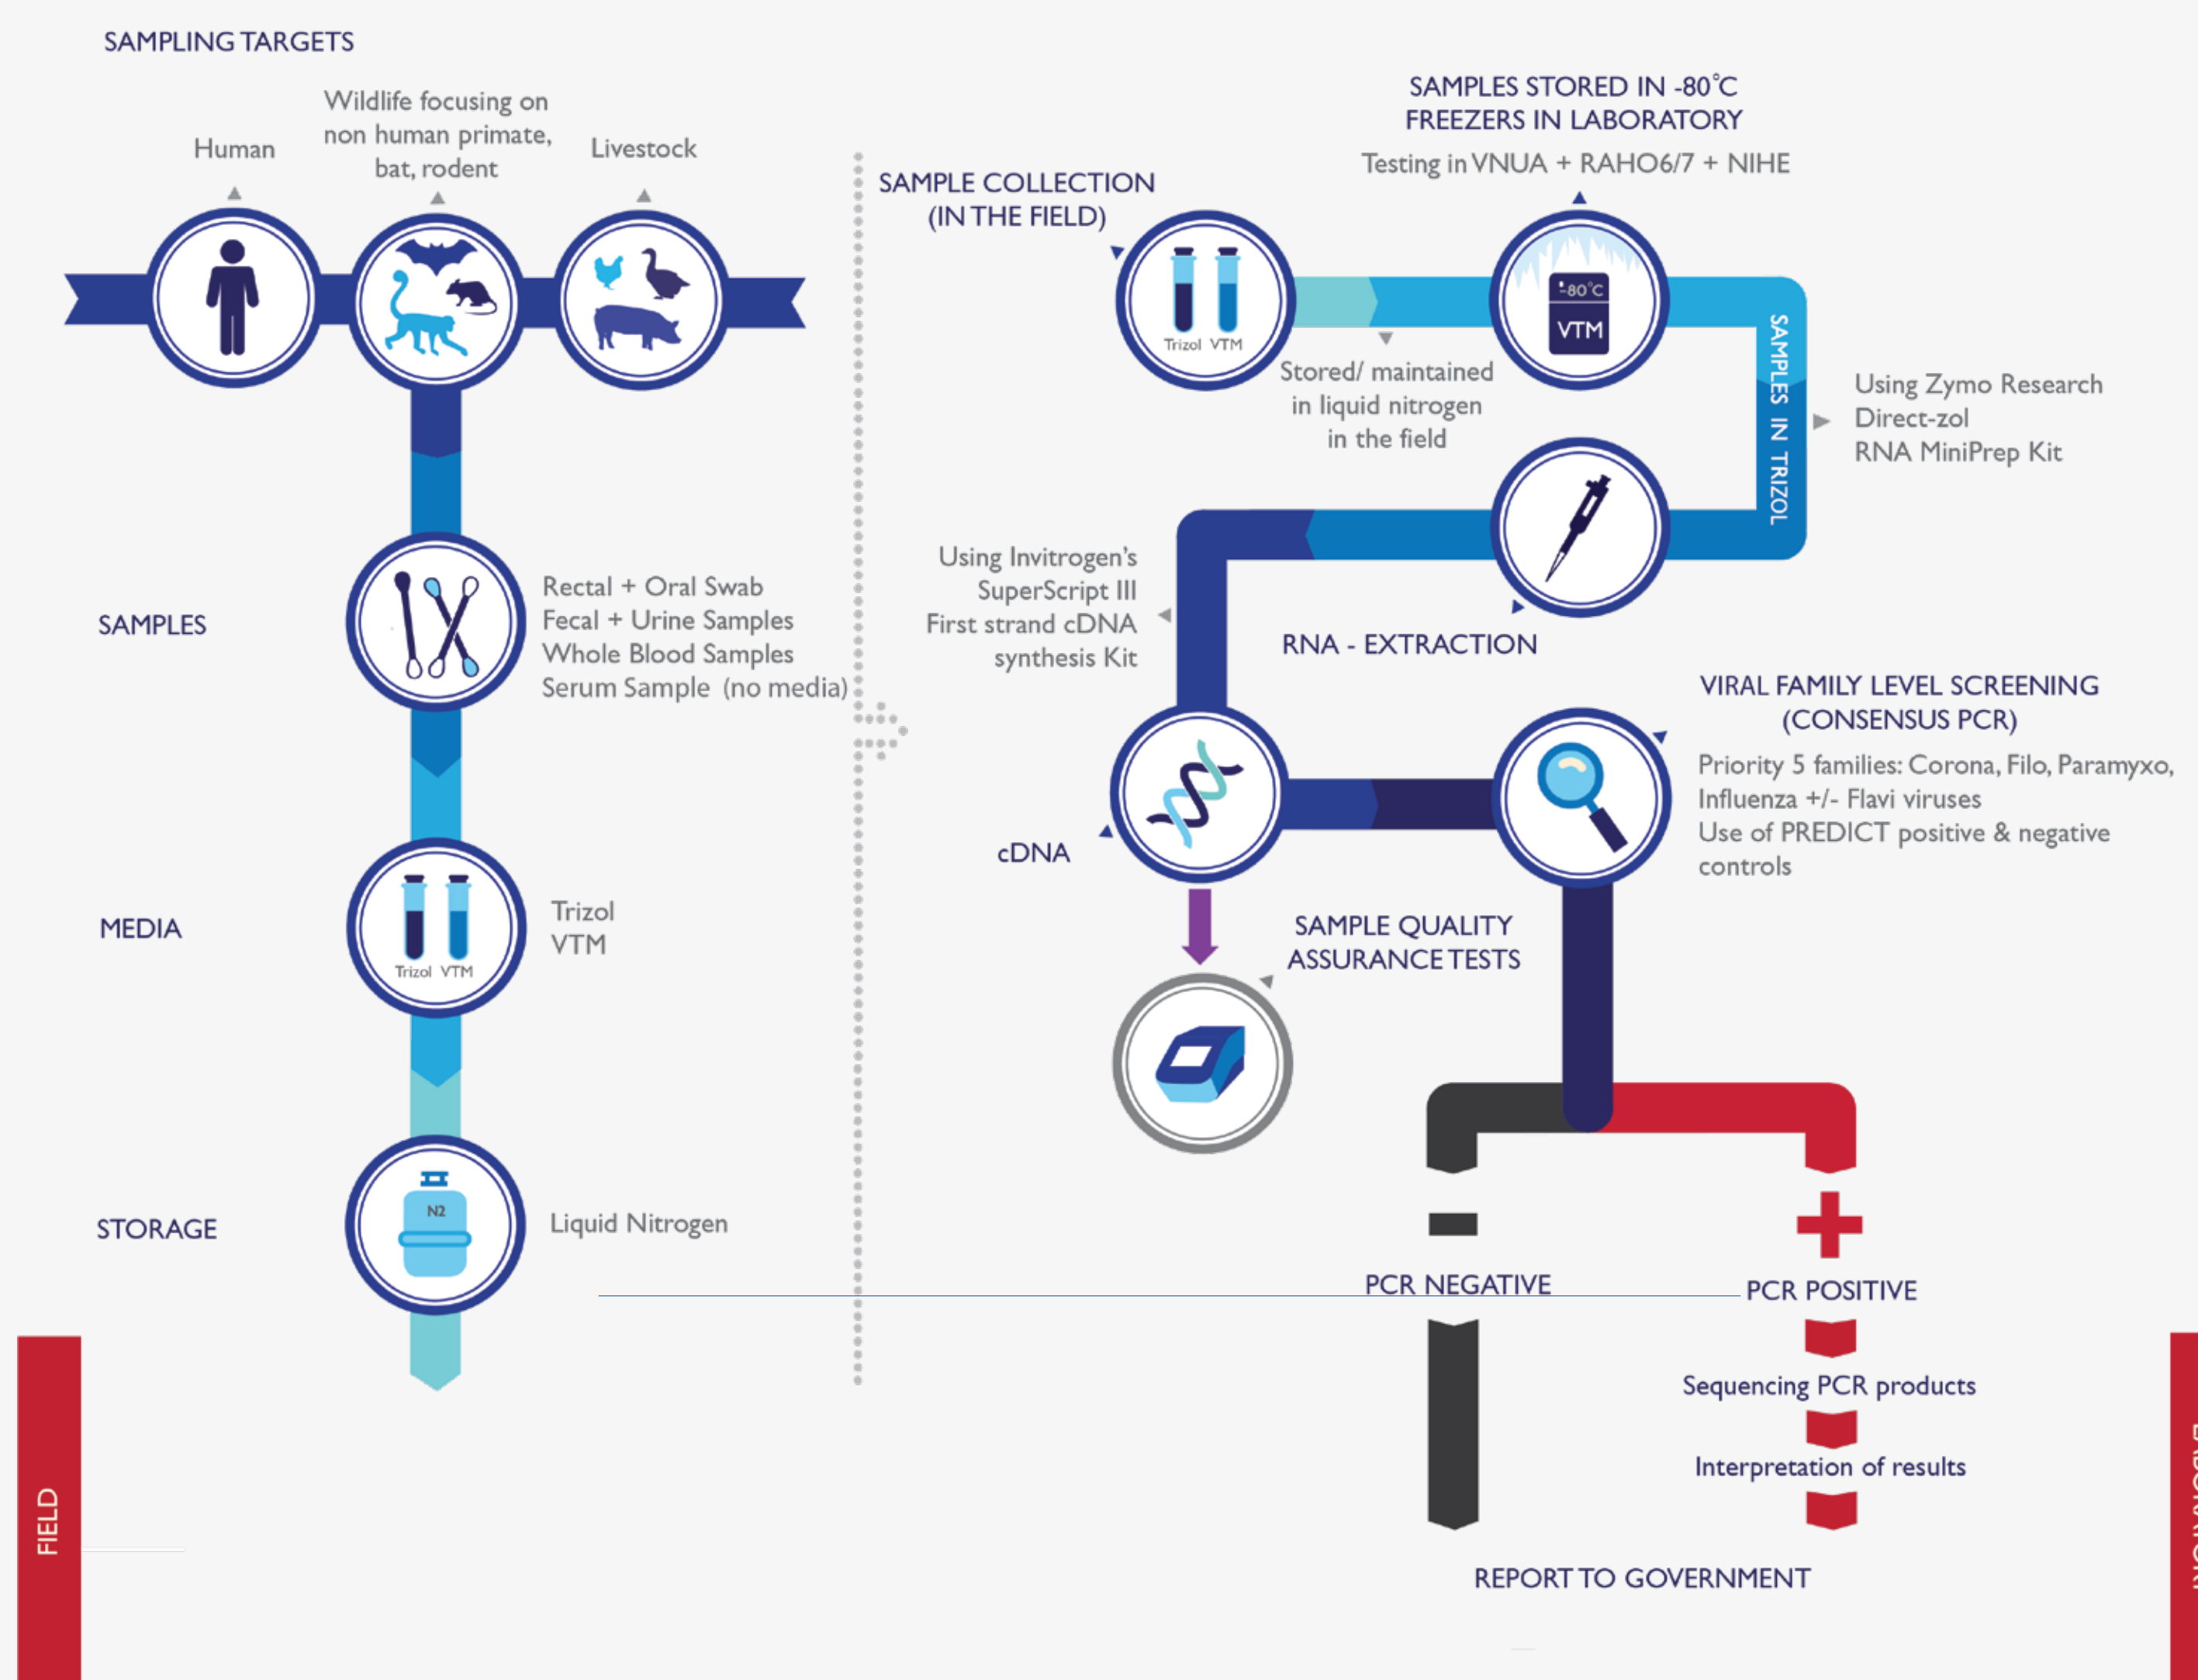 SAMPLING TARGETS
Human
Wildlife focusing on
non human primate,
bat, rodent
Livestock
SAMPLES
Rectal + Oral Swab
Fecal + Urine Samples
Whole Blood Samples
Serum Sample (no media)
MEDIA
Trizol VTM
Trizol
VTM
STORAGE
N2
Liquid Nitrogen
FIELD
SAMPLE COLLECTION
(IN THE FIELD)
Trizol VTM
Stored/ maintained
in liquid nitrogen
in the field
SAMPLES STORED IN -80°C
FREEZERS IN LABORATORY
Testing in VNUA + RAHO6/7 + NIHE
-80°C
VTM
SAMPLES IN TRIZOL
Using Zymo Research
Direct-zol
RNA MiniPrep Kit
RNA - EXTRACTION
Using Invitrogen's
SuperScript III
First strand cDNA
synthesis Kit
cDNA
SAMPLE QUALITY
ASSURANCE TESTS
VIRAL FAMILY LEVEL SCREENING
(CONSENSUS PCR)
Priority 5 families: Corona, Filo, Paramyxo,
Influenza +/- Flavi viruses
Use of PREDICT positive & negative
controls
PCR NEGATIVE
PCR POSITIVE
Sequencing PCR products
Interpretation of results
REPORT TO GOVERNMENT